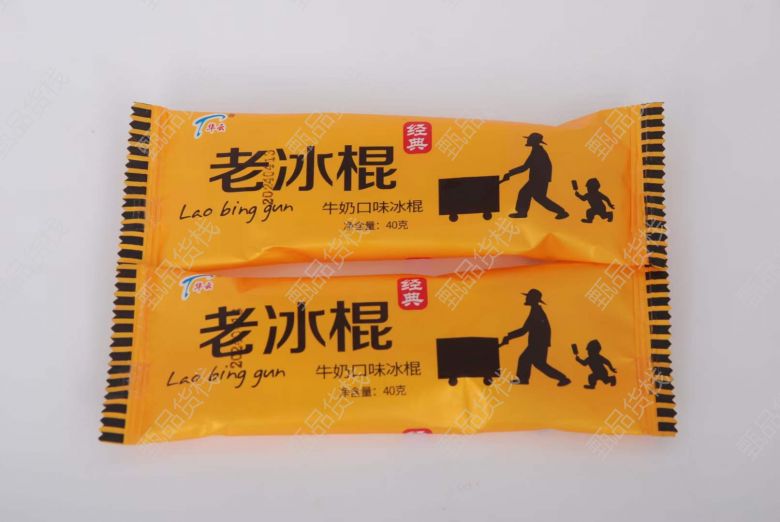 华云
经典
老冰棍
20240413
Lao bing gun
牛奶口味冰棍
净含量：40克
华云
经典
老冰棍
Lao bing gun
牛奶口味冰棍
净含量：40克
甄品货栈